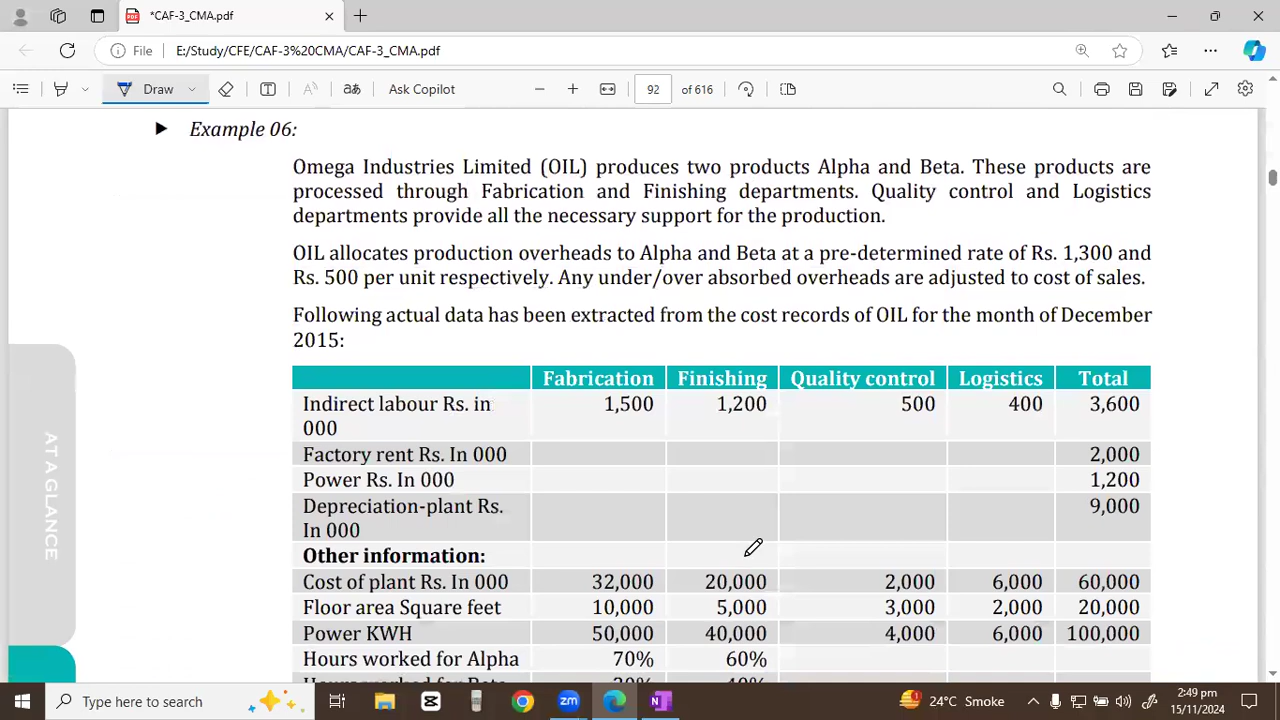 *CAF-3_CMA.pdf
File
E:/Study/CFE/CAF-3%20CMA/CAF-3_CMA.pdf
Draw
Ask Copilot
92 of 616
Example 06:
Omega Industries Limited (OIL) produces two products Alpha and Beta. These products are
processed through Fabrication and Finishing departments. Quality control and Logistics
departments provide all the necessary support for the production.
OIL allocates production overheads to Alpha and Beta at a pre-determined rate of Rs. 1,300 and
Rs. 500 per unit respectively. Any under/over absorbed overheads are adjusted to cost of sales.
Following actual data has been extracted from the cost records of OIL for the month of December
2015:
Fabrication Finishing Quality control Logistics Total
Indirect labour Rs. in 1,500 1,200 500 400 3,600
000
Factory rent Rs. In 000 2,000
Power Rs. In 000 1,200
Depreciation-plant Rs. 9,000
In 000
Other information:
Cost of plant Rs. In 000 32,000 20,000 2,000 6,000 60,000
Floor area Square feet 10,000 5,000 3,000 2,000 20,000
Power KWH 50,000 40,000 4,000 6,000 100,000
Hours worked for Alpha 70% 60%
AT A GLANCE
Type here to search
zm
24°C Smoke
2:49 pm
15/11/2024